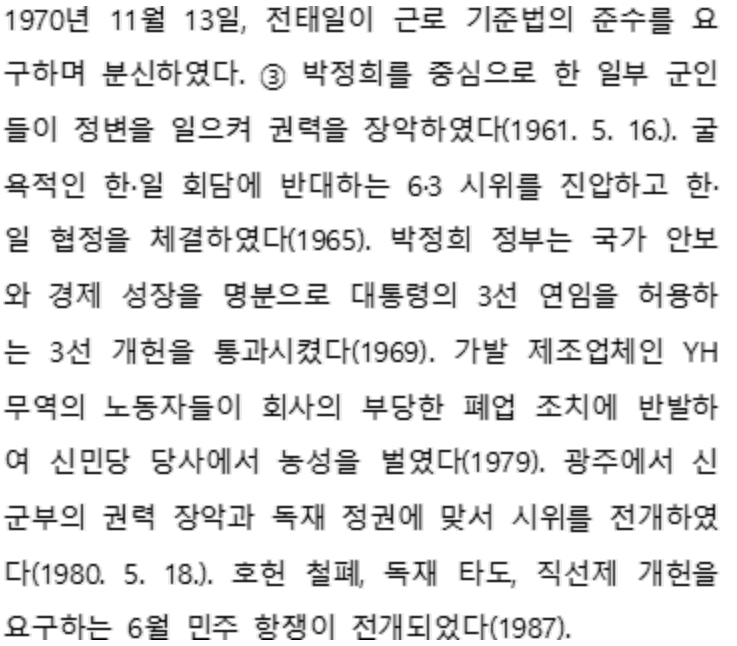 1970년 11월 13일, 전태일이 근로 기준법의 준수를 요
구하며 분신하였다. ③ 박정희를 중심으로 한 일부 군인
들이 정변을 일으켜 권력을 장악하였다(1961. 5. 16.). 굴
욕적인 한·일 회담에 반대하는 6·3 시위를 진압하고 한·
일 협정을 체결하였다(1965). 박정희 정부는 국가 안보
와 경제 성장을 명분으로 대통령의 3선 연임을 허용하
는 3선 개헌을 통과시켰다(1969). 가발 제조업체인 YH
무역의 노동자들이 회사의 부당한 폐업 조치에 반발하
여 신민당 당사에서 농성을 벌였다(1979). 광주에서 신
군부의 권력 장악과 독재 정권에 맞서 시위를 전개하였
다(1980. 5. 18.). 호헌 철폐, 독재 타도, 직선제 개헌을
요구하는 6월 민주 항쟁이 전개되었다(1987).